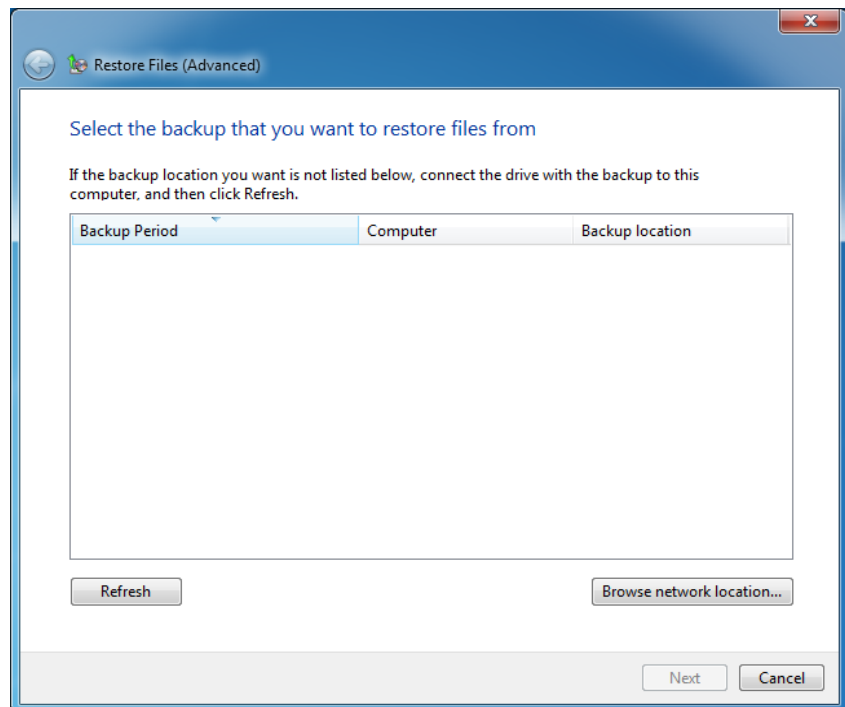 Restore Files (Advanced)
Select the backup that you want to restore files from
If the backup location you want is not listed below, connect the drive with the backup to this
computer, and then click Refresh.
Backup Period Computer Backup location
Refresh Browse network location...
Next Cancel